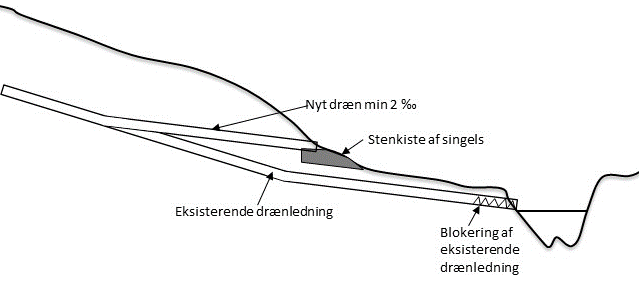 Nyt dræn min 2 ‰
Stenkiste af singels
Eksisterende drænledning
Blokering af
eksisterende
drænledning